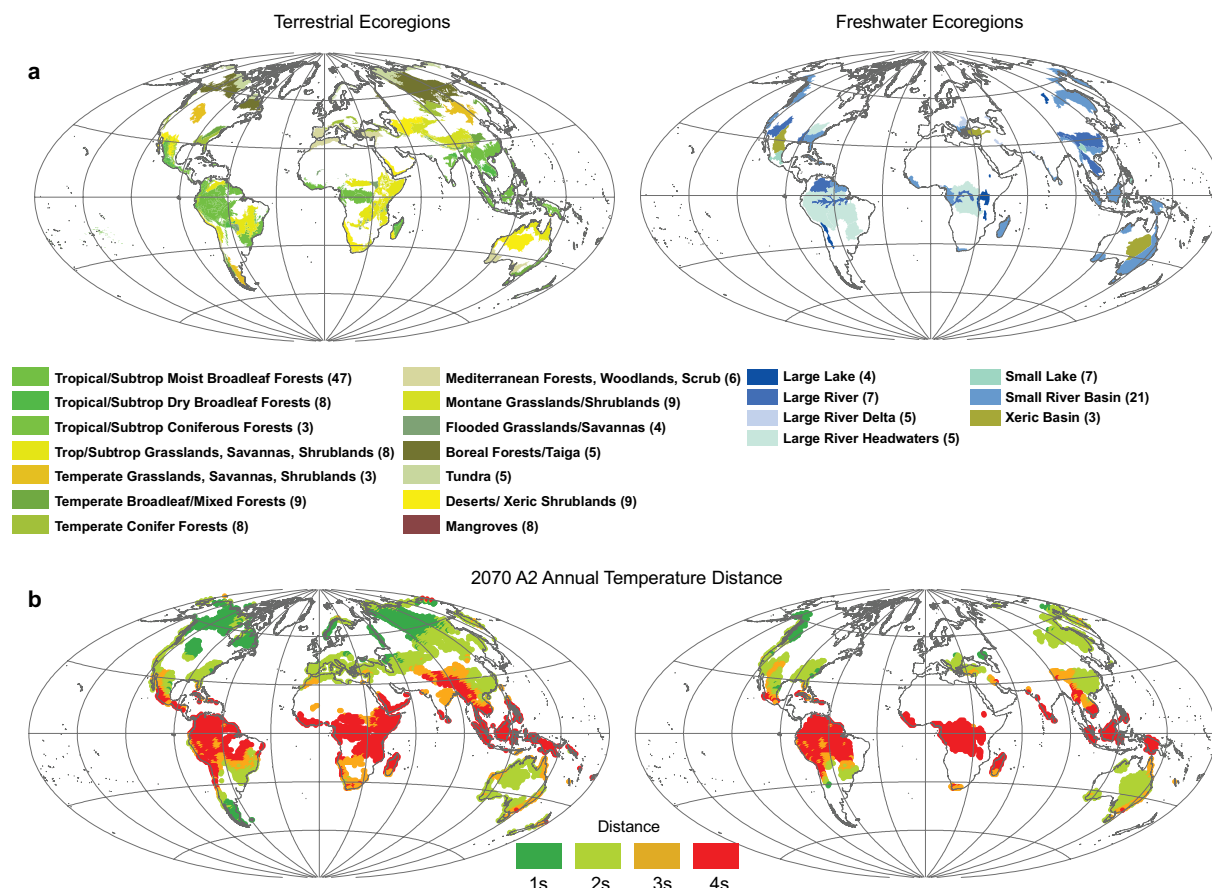 Terrestrial Ecoregions
Freshwater Ecoregions
a
Tropical/Subtrop Moist Broadleaf Forests (47)
Tropical/Subtrop Dry Broadleaf Forests (8)
Tropical/Subtrop Coniferous Forests (3)
Trop/Subtrop Grasslands, Savannas, Shrublands (8)
Temperate Grasslands, Savannas, Shrublands (3)
Temperate Broadleaf/Mixed Forests (9)
Temperate Conifer Forests (8)
Mediterranean Forests, Woodlands, Scrub (6)
Montane Grasslands/Shrublands (9)
Flooded Grasslands/Savannas (4)
Boreal Forests/Taiga (5)
Tundra (5)
Deserts/ Xeric Shrublands (9)
Mangroves (8)
Large Lake (4)
Large River (7)
Large River Delta (5)
Large River Headwaters (5)
Small Lake (7)
Small River Basin (21)
Xeric Basin (3)
2070 A2 Annual Temperature Distance
b
Distance
1s
2s
3s
4s